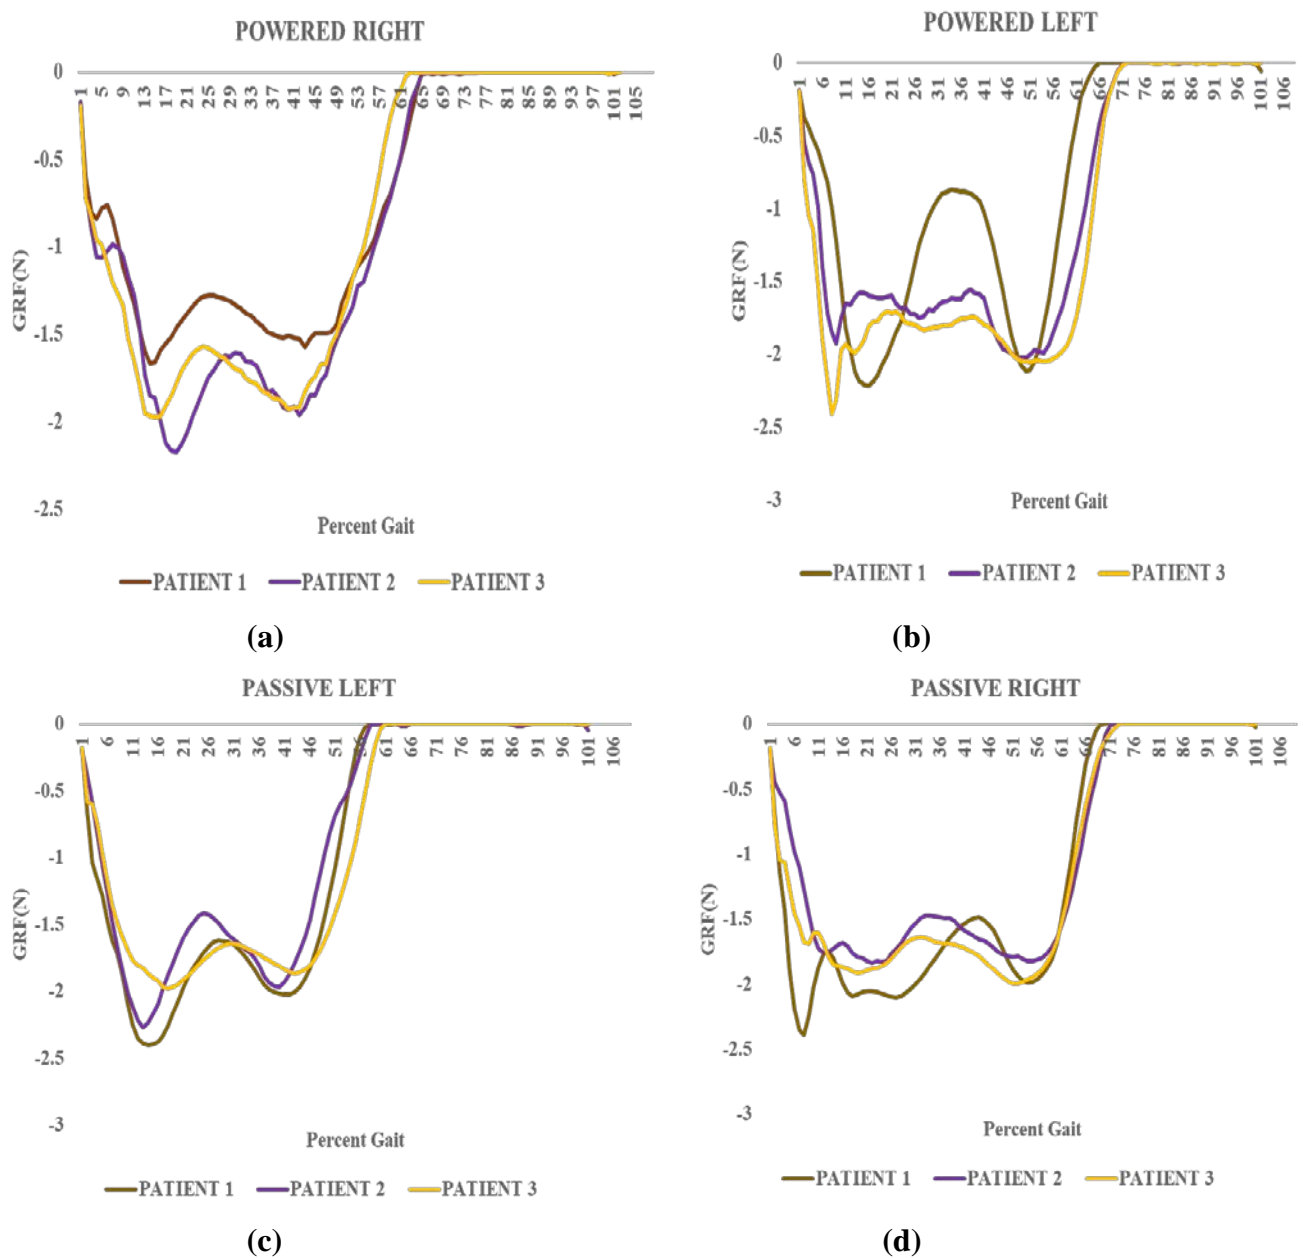 POWERED RIGHT
0
1 5 9 13 17 21 25 29 33 37 41 45 49 53 57 61 65 69 73 77 81 85 89 93 97 101 105
-0.5
-1
-1.5
-2
-2.5
GRF(N)
Percent Gait
PATIENT 1 PATIENT 2 PATIENT 3
(a)
POWERED LEFT
0
1 6 11 16 21 26 31 36 41 46 51 56 61 66 71 76 81 86 91 96 101 106
-0.5
-1
-1.5
-2
-2.5
-3
GRF(N)
Percent Gait
PATIENT 1 PATIENT 2 PATIENT 3
(b)
PASSIVE LEFT
0
1 6 11 16 21 26 31 36 41 46 51 56 61 66 71 76 81 86 91 96 101 106
-0.5
-1
-1.5
-2
-2.5
-3
GRF(N)
Percent Gait
PATIENT 1 PATIENT 2 PATIENT 3
(c)
PASSIVE RIGHT
0
1 6 11 16 21 26 31 36 41 46 51 56 61 66 71 76 81 86 91 96 101 106
-0.5
-1
-1.5
-2
-2.5
-3
GRF(N)
Percent Gait
PATIENT 1 PATIENT 2 PATIENT 3
(d)